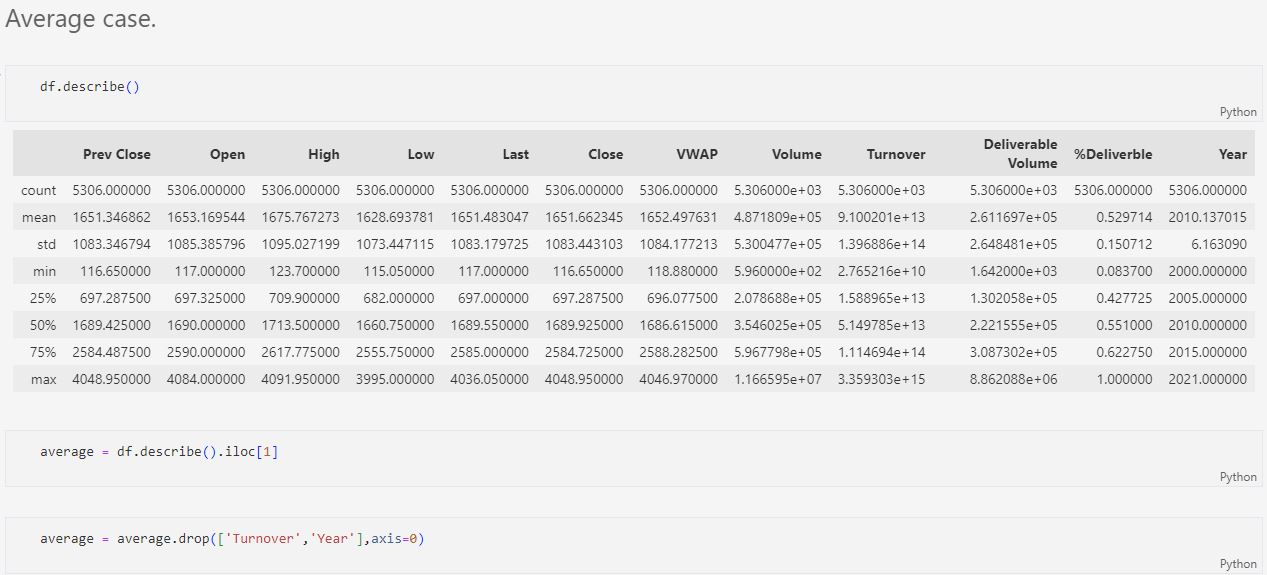 Average case.
df.describe()
Python
Prev Close Open High Low Last Close VWAP Volume Turnover Deliverable Volume %Deliverble Year
count 5306.000000 5306.000000 5306.000000 5306.000000 5306.000000 5306.000000 5306.000000 5.306000e+03 5.306000e+03 5.306000e+03 5306.000000 5306.000000
mean 1651.346862 1653.169544 1675.767273 1628.693781 1651.483047 1651.662345 1652.497631 4.871809e+05 9.100201e+13 2.611697e+05 0.529714 2010.137015
std 1083.346794 1085.385796 1095.027199 1073.447115 1083.179725 1083.443103 1084.177213 5.300477e+05 1.396886e+14 2.648481e+05 0.150712 6.163090
min 116.650000 117.000000 123.700000 115.050000 117.000000 116.650000 118.880000 5.960000e+02 2.765216e+10 1.642000e+03 0.083700 2000.000000
25% 697.287500 697.325000 709.900000 682.000000 697.000000 697.287500 696.077500 2.078688e+05 1.588965e+13 1.302058e+05 0.427725 2005.000000
50% 1689.425000 1690.000000 1713.500000 1660.750000 1689.550000 1689.925000 1686.615000 3.546025e+05 5.149785e+13 2.221555e+05 0.551000 2010.000000
75% 2584.487500 2590.000000 2617.775000 2555.750000 2585.000000 2584.725000 2588.282500 5.967798e+05 1.114694e+14 3.087302e+05 0.622750 2015.000000
max 4048.950000 4084.000000 4091.950000 3995.000000 4036.050000 4048.950000 4046.970000 1.166595e+07 3.359303e+15 8.862088e+06 1.000000 2021.000000
average = df.describe().iloc[1]
Python
average = average.drop(['Turnover','Year'],axis=0)
Python